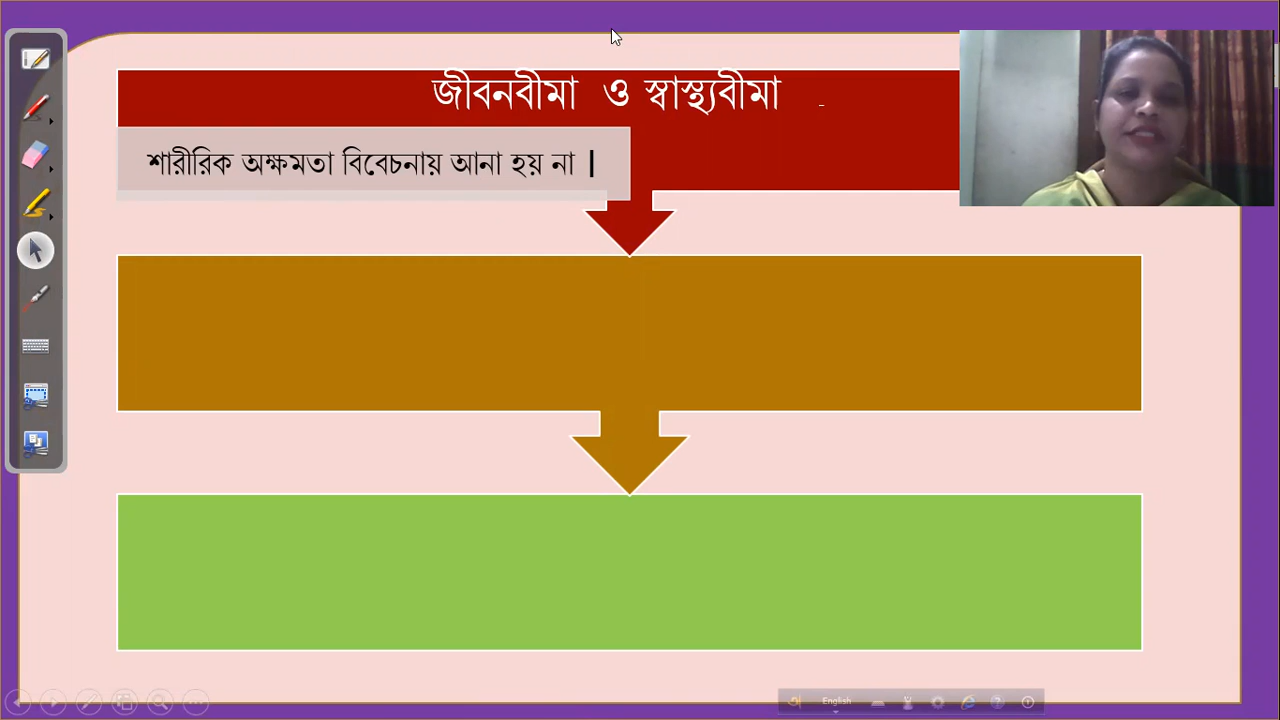 জীবনবীমা ও স্বাস্থ্যবীমা -
শারীরিক অক্ষমতা বিবেচনায় আনা হয় না |
English